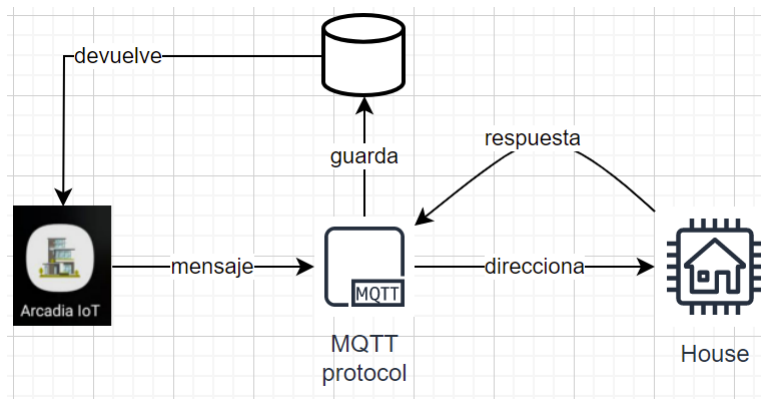 devuelve
guarda
respuesta
mensaje
direcciona
MQTT
Arcadia IoT
MQTT
protocol
House